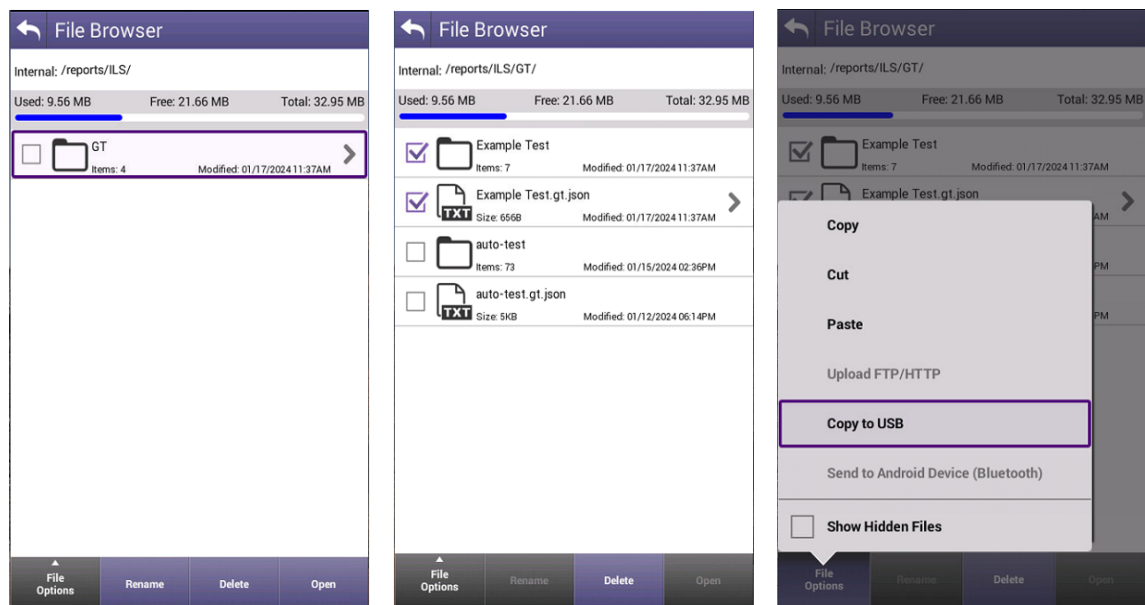 File Browser
Internal: /reports/ILS/
Used: 9.56 MB Free: 21.66 MB Total: 32.95 MB
GT
Items: 4 Modified: 01/17/2024 11:37AM
File Options
Rename
Delete
Open
File Browser
Internal: /reports/ILS/GT/
Used: 9.56 MB Free: 21.66 MB Total: 32.95 MB
Example Test
Items: 7 Modified: 01/17/2024 11:37AM
Example Test.gt.json
TXT Size: 656B Modified: 01/17/2024 11:37AM
auto-test
Items: 73 Modified: 01/15/2024 02:36PM
auto-test.gt.json
TXT Size: 5KB Modified: 01/12/2024 06:14PM
File Options
Rename
Delete
Open
File Browser
Internal: /reports/ILS/GT/
Used: 9.56 MB Free: 21.66 MB Total: 32.95 MB
Example Test
Items: 7 Modified: 01/17/2024 11:37AM
Example Test.gt.json
AM
PM
PM
Copy
Cut
Paste
Upload FTP/HTTP
Copy to USB
Send to Android Device (Bluetooth)
Show Hidden Files
File Options
Rename
Delete
Open